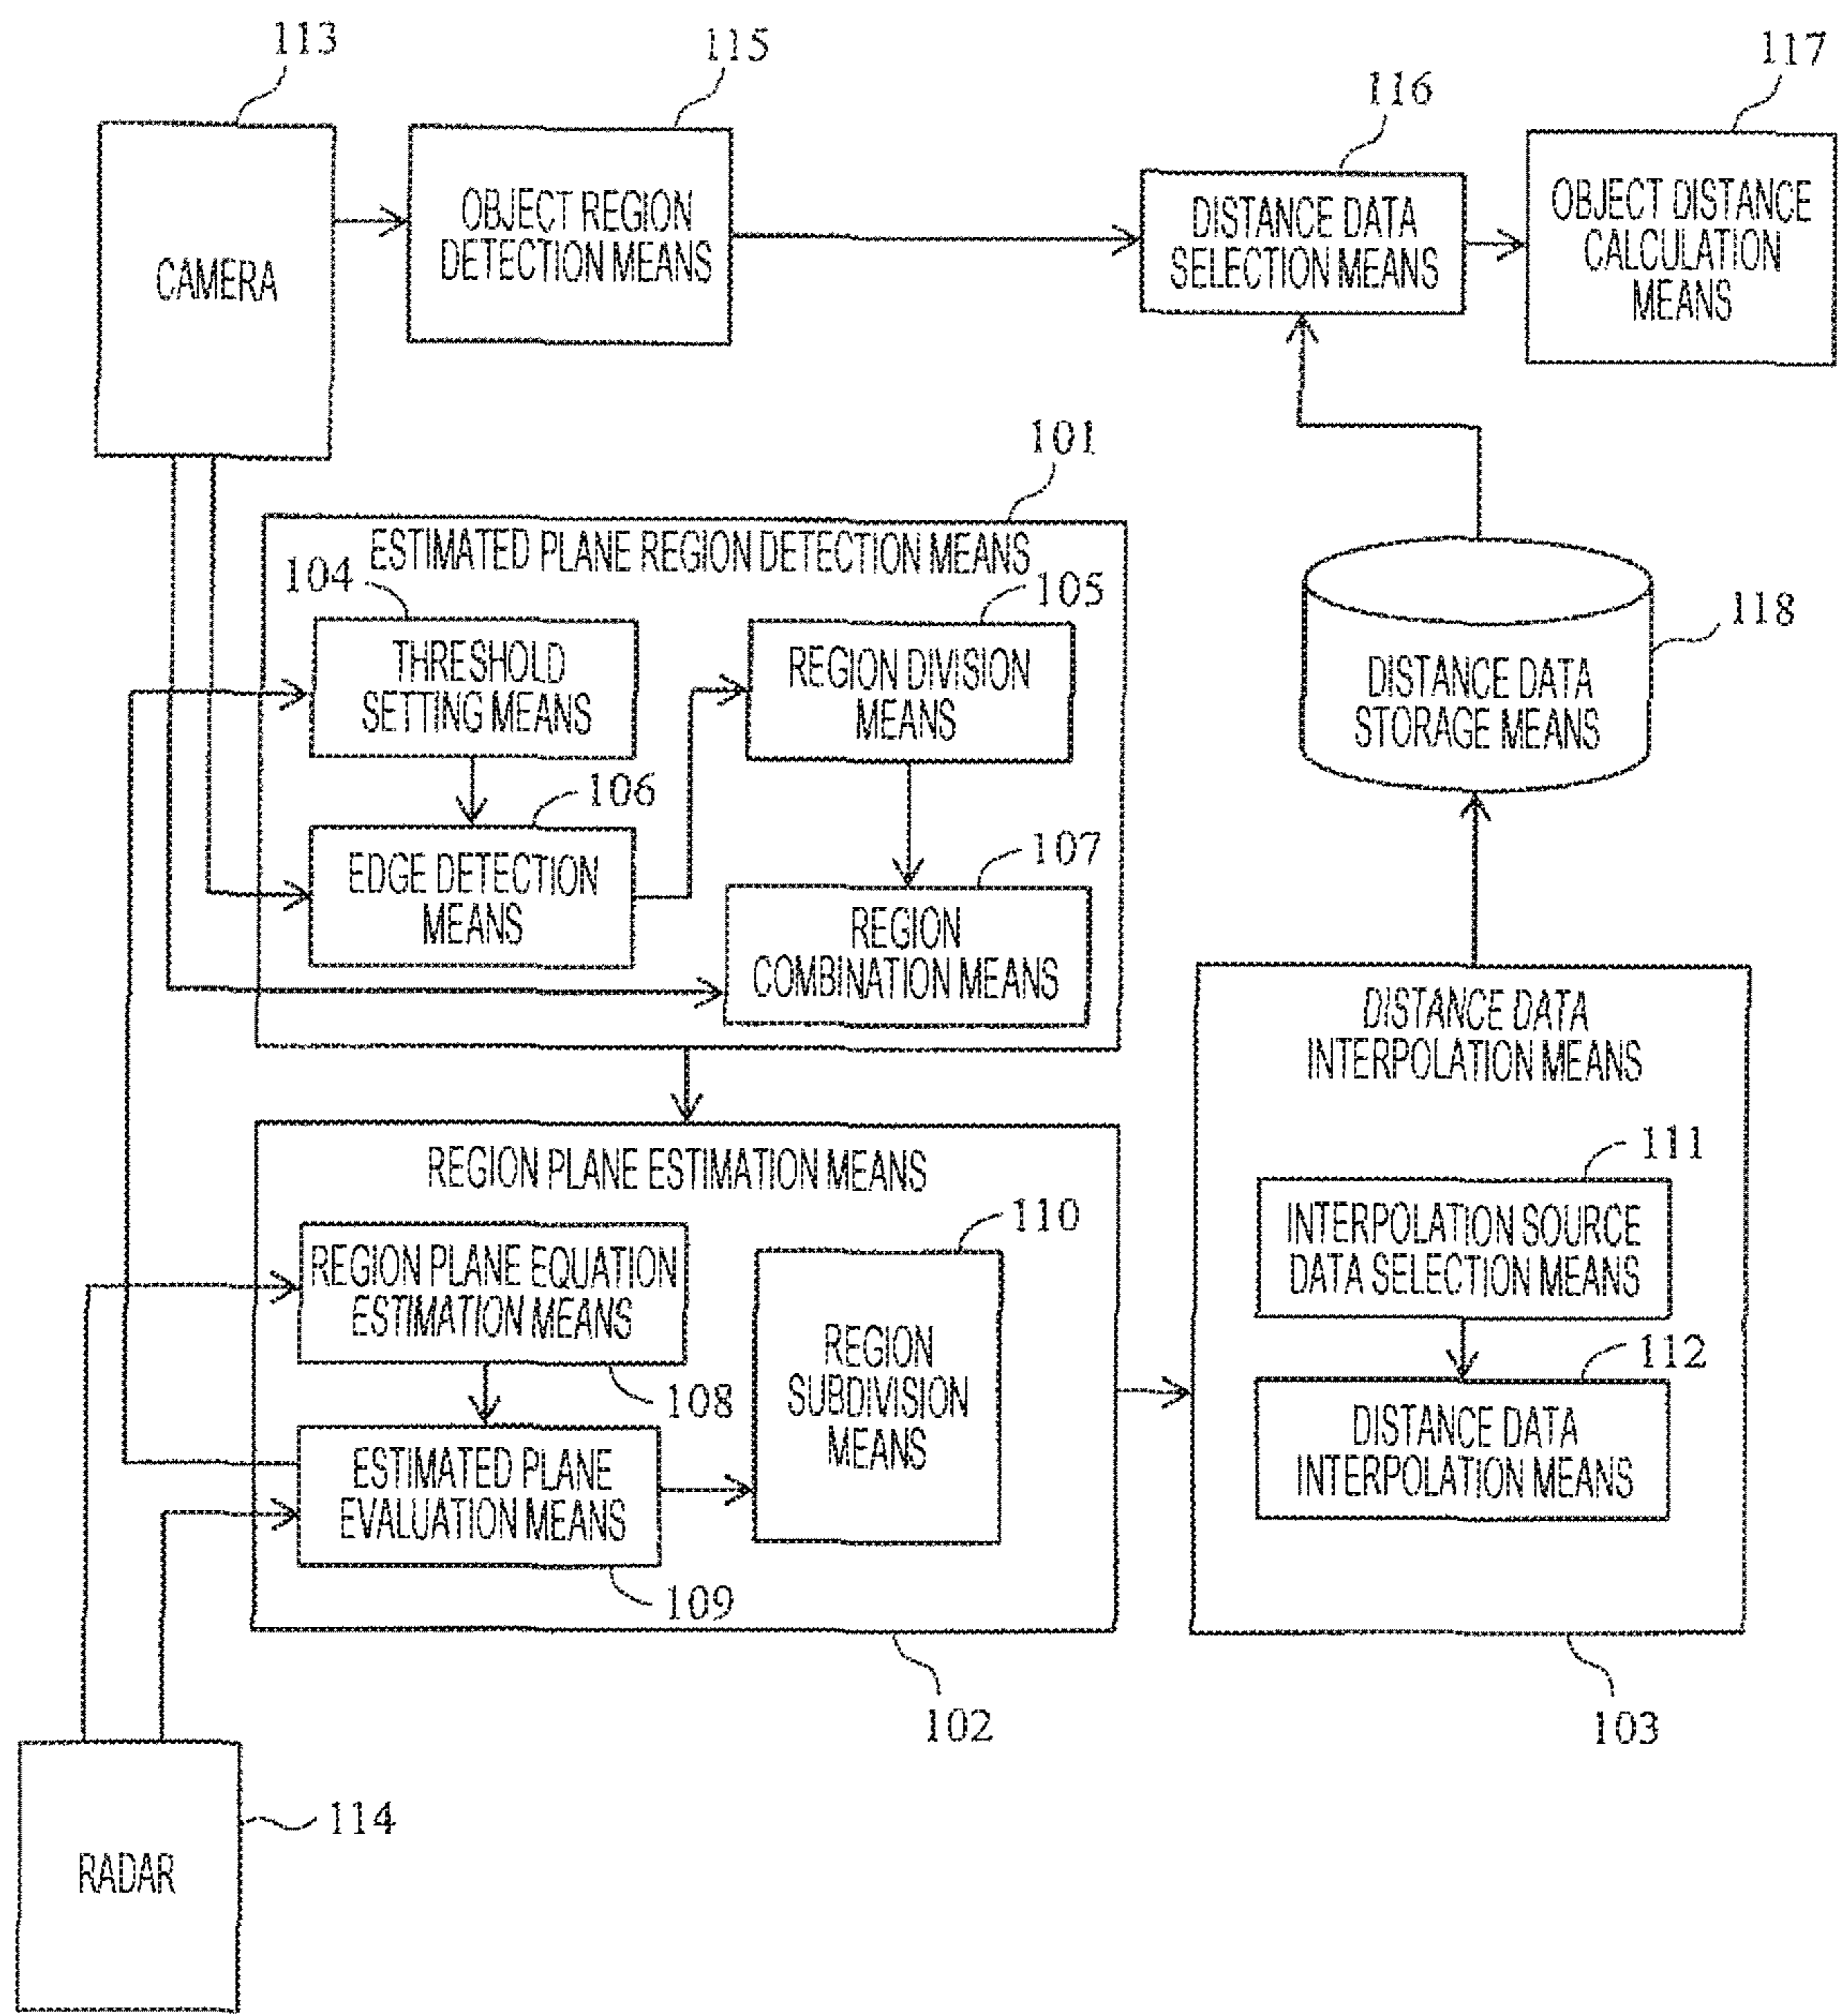 113
115
116
117
CAMERA
OBJECT REGION
DETECTION MEANS
DISTANCE DATA
SELECTION MEANS
OBJECT DISTANCE
CALCULATION
MEANS
101
ESTIMATED PLANE REGION DETECTION MEANS
104
THRESHOLD
SETTING MEANS
105
REGION DIVISION
MEANS
106
EDGE DETECTION
MEANS
107
REGION
COMBINATION MEANS
118
DISTANCE DATA
STORAGE MEANS
REGION PLANE ESTIMATION MEANS
REGION PLANE EQUATION
ESTIMATION MEANS
108
110
REGION
SUBDIVISION
MEANS
ESTIMATED PLANE
EVALUATION MEANS
109
102
DISTANCE DATA
INTERPOLATION MEANS
111
INTERPOLATION SOURCE
DATA SELECTION MEANS
112
DISTANCE DATA
INTERPOLATION MEANS
103
114
RADAR